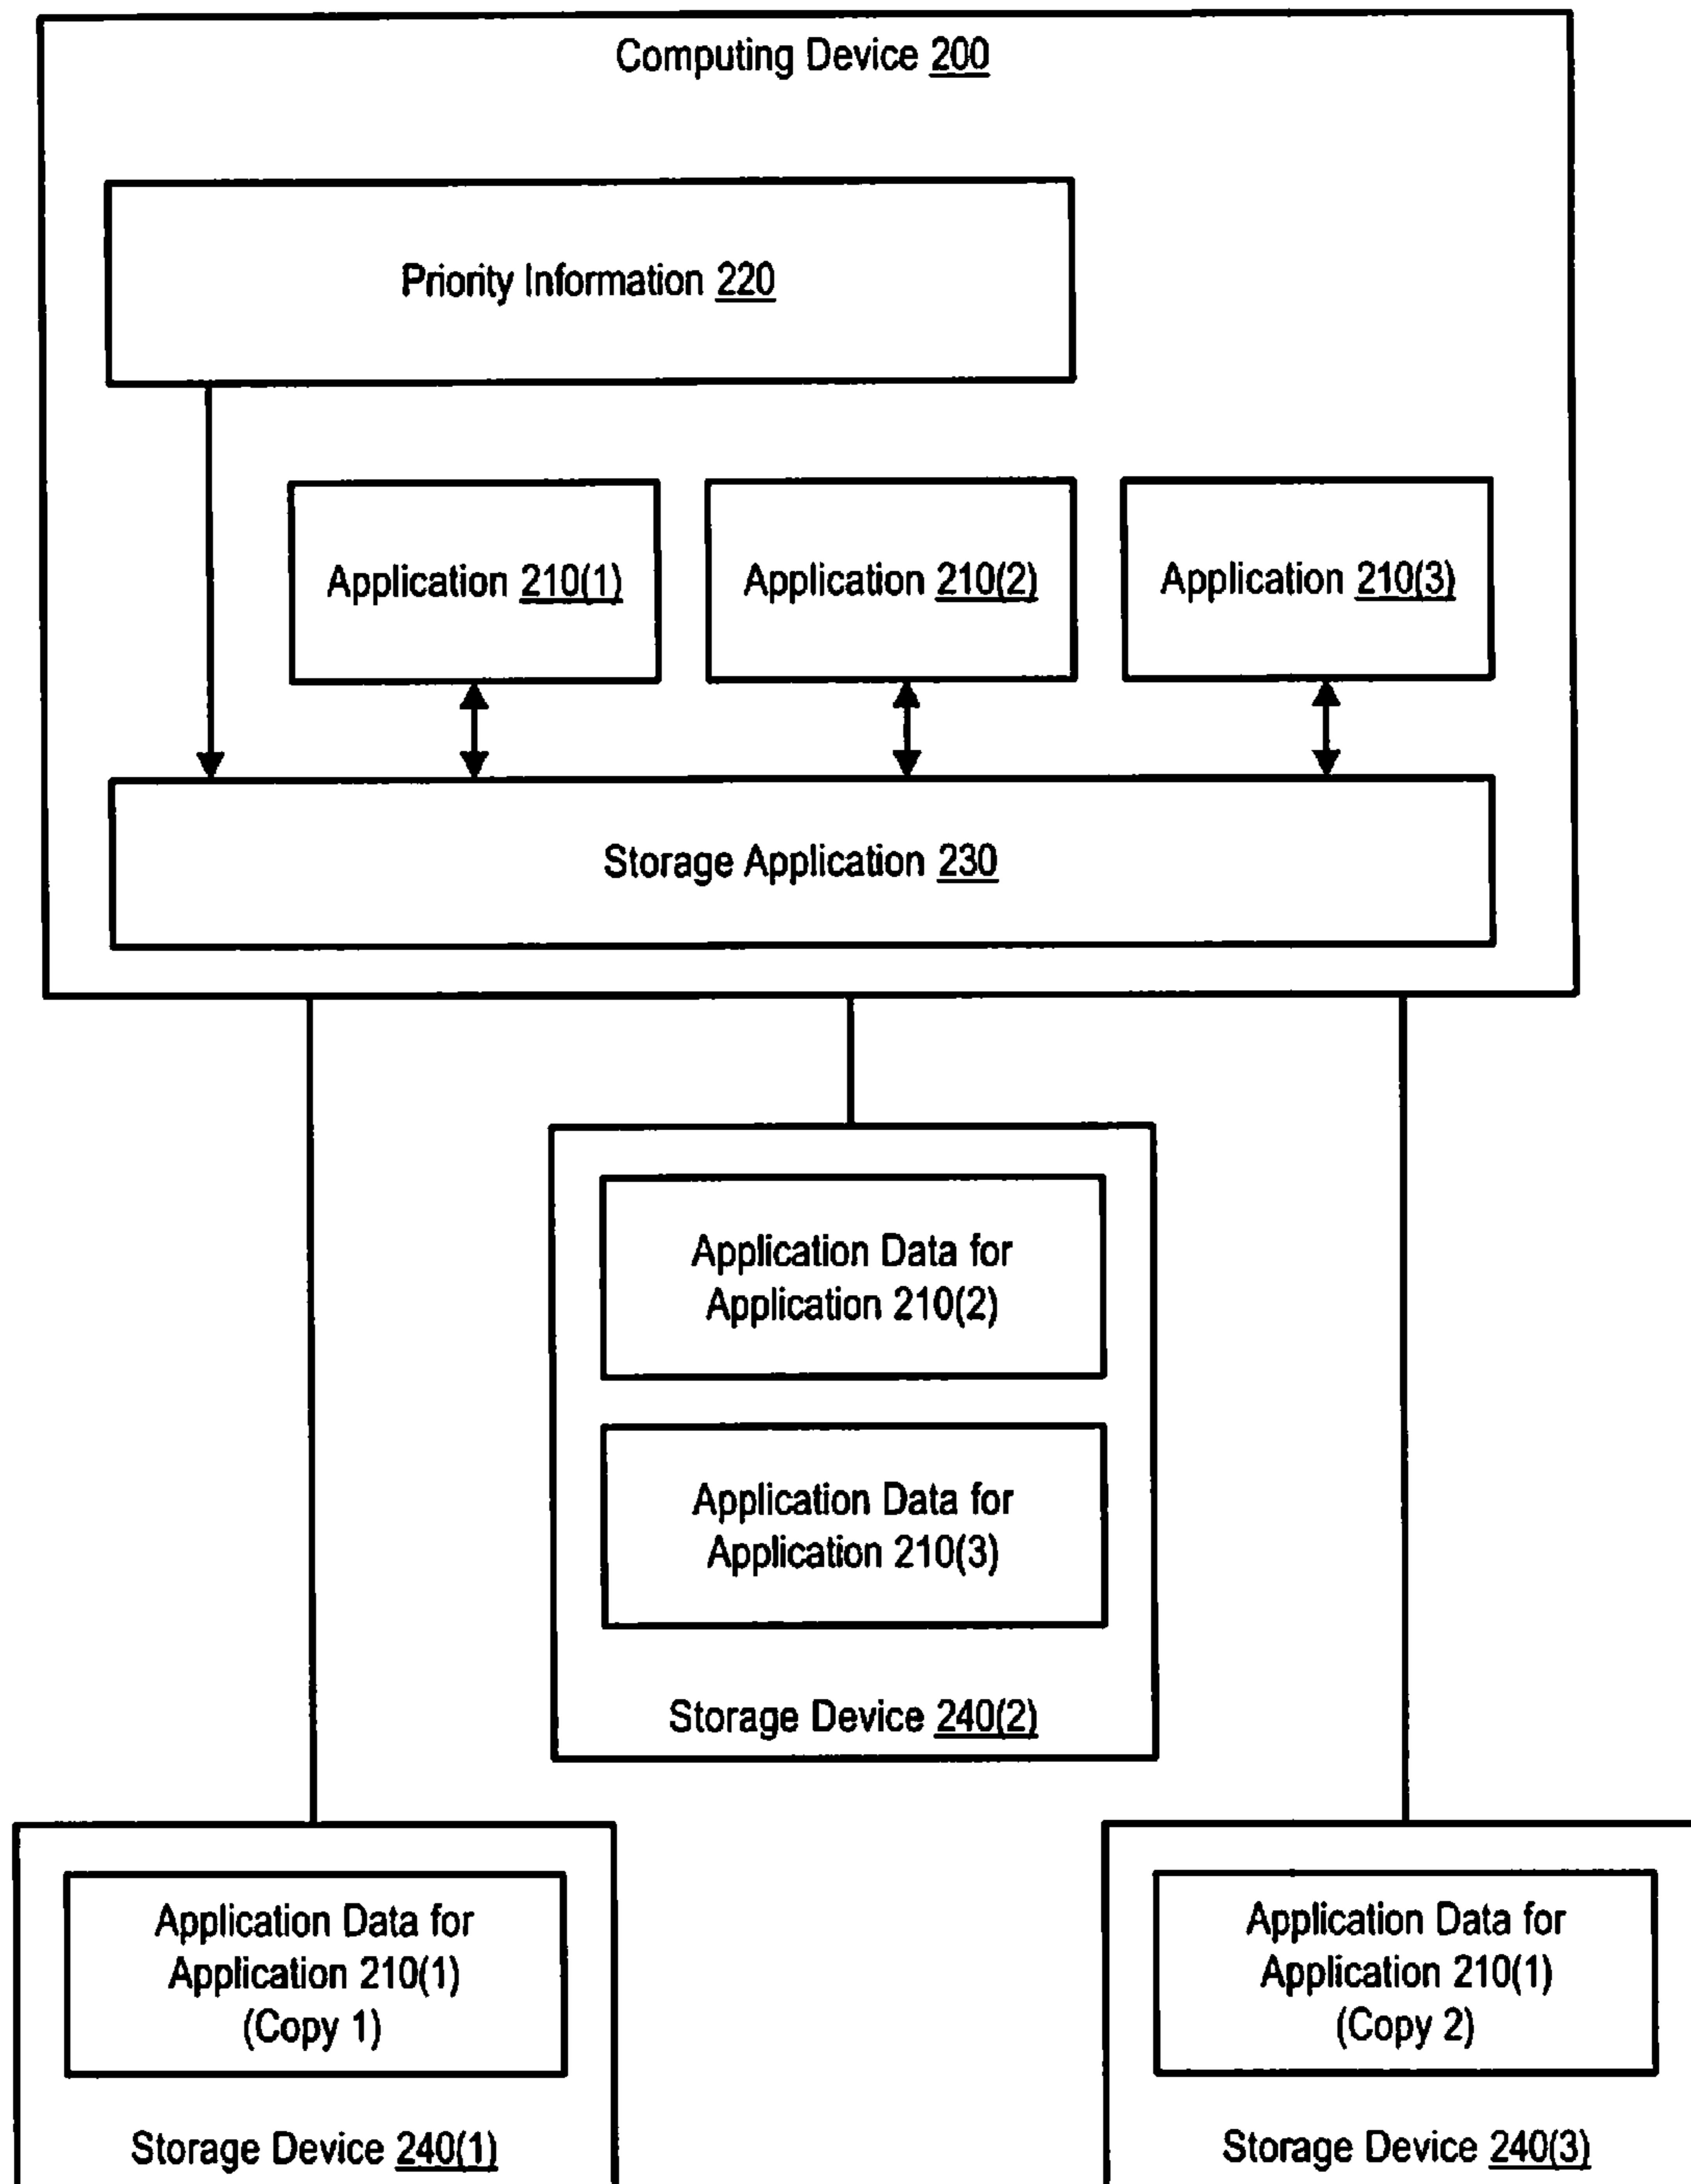 Computing Device 200
Priority Information 220
Application 210(1)
Application 210(2)
Application 210(3)
Storage Application 230
Application Data for
Application 210(2)
Application Data for
Application 210(3)
Storage Device 240(2)
Application Data for
Application 210(1)
(Copy 1)
Storage Device 240(1)
Application Data for
Application 210(1)
(Copy 2)
Storage Device 240(3)